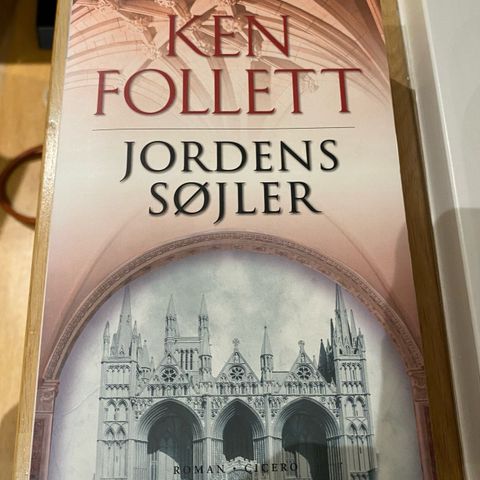 KEN
FOLLETT
JORDENS
SØJLER
ROMAN · CICERO